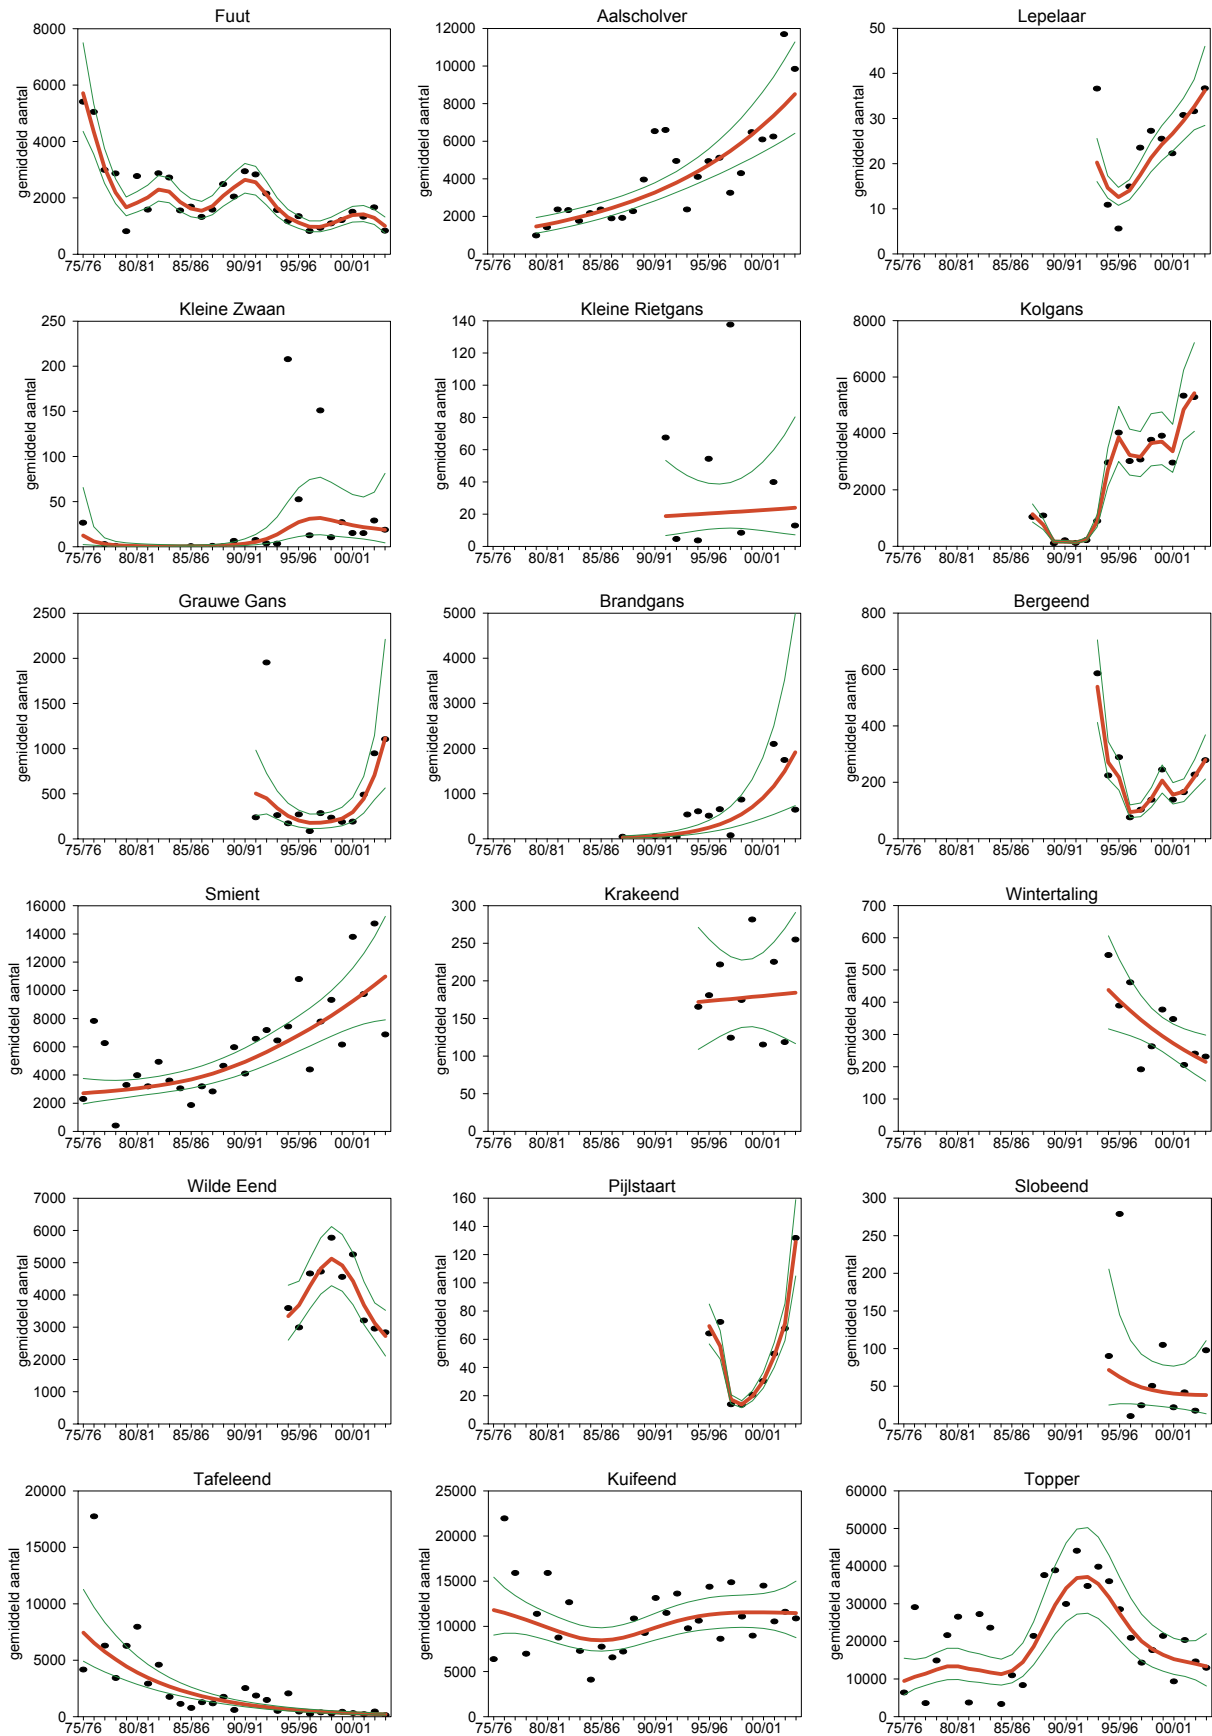 Fuut
gemiddeld aantal
8000
6000
4000
2000
0
75/76 80/81 85/86 90/91 95/96 00/01
Aalscholver
gemiddeld aantal
12000
10000
8000
6000
4000
2000
0
75/76 80/81 85/86 90/91 95/96 00/01
Lepelaar
gemiddeld aantal
50
40
30
20
10
0
75/76 80/81 85/86 90/91 95/96 00/01
Kleine Zwaan
gemiddeld aantal
250
200
150
100
50
0
75/76 80/81 85/86 90/91 95/96 00/01
Kleine Rietgans
gemiddeld aantal
140
120
100
80
60
40
20
0
75/76 80/81 85/86 90/91 95/96 00/01
Kolgans
gemiddeld aantal
8000
6000
4000
2000
0
75/76 80/81 85/86 90/91 95/96 00/01
Grauwe Gans
gemiddeld aantal
2500
2000
1500
1000
500
0
75/76 80/81 85/86 90/91 95/96 00/01
Brandgans
gemiddeld aantal
5000
4000
3000
2000
1000
0
75/76 80/81 85/86 90/91 95/96 00/01
Bergeend
gemiddeld aantal
800
600
400
200
0
75/76 80/81 85/86 90/91 95/96 00/01
Smient
gemiddeld aantal
16000
14000
12000
10000
8000
6000
4000
2000
0
75/76 80/81 85/86 90/91 95/96 00/01
Krakeend
gemiddeld aantal
300
250
200
150
100
50
0
75/76 80/81 85/86 90/91 95/96 00/01
Wintertaling
gemiddeld aantal
700
600
500
400
300
200
100
0
75/76 80/81 85/86 90/91 95/96 00/01
Wilde Eend
gemiddeld aantal
7000
6000
5000
4000
3000
2000
1000
0
75/76 80/81 85/86 90/91 95/96 00/01
Pijlstaart
gemiddeld aantal
160
140
120
100
80
60
40
20
0
75/76 80/81 85/86 90/91 95/96 00/01
Slobeend
gemiddeld aantal
300
250
200
150
100
50
0
75/76 80/81 85/86 90/91 95/96 00/01
Tafeleend
gemiddeld aantal
20000
15000
10000
5000
0
75/76 80/81 85/86 90/91 95/96 00/01
Kuifeend
gemiddeld aantal
25000
20000
15000
10000
5000
0
75/76 80/81 85/86 90/91 95/96 00/01
Topper
gemiddeld aantal
60000
50000
40000
30000
20000
10000
0
75/76 80/81 85/86 90/91 95/96 00/01